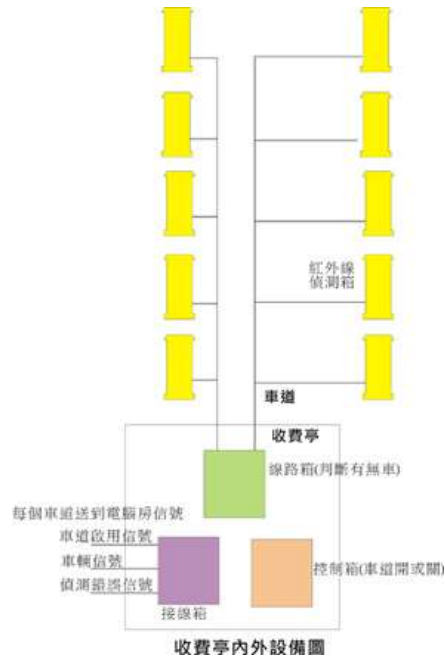 紅外線
偵測箱
車道
收費亭
線路箱(判斷有無車)
每個車道送到電腦房信號
車道啟用信號
車輛信號
偵測錯誤信號
控制箱(車道開或關)
接線箱
收費亭內外設備圖